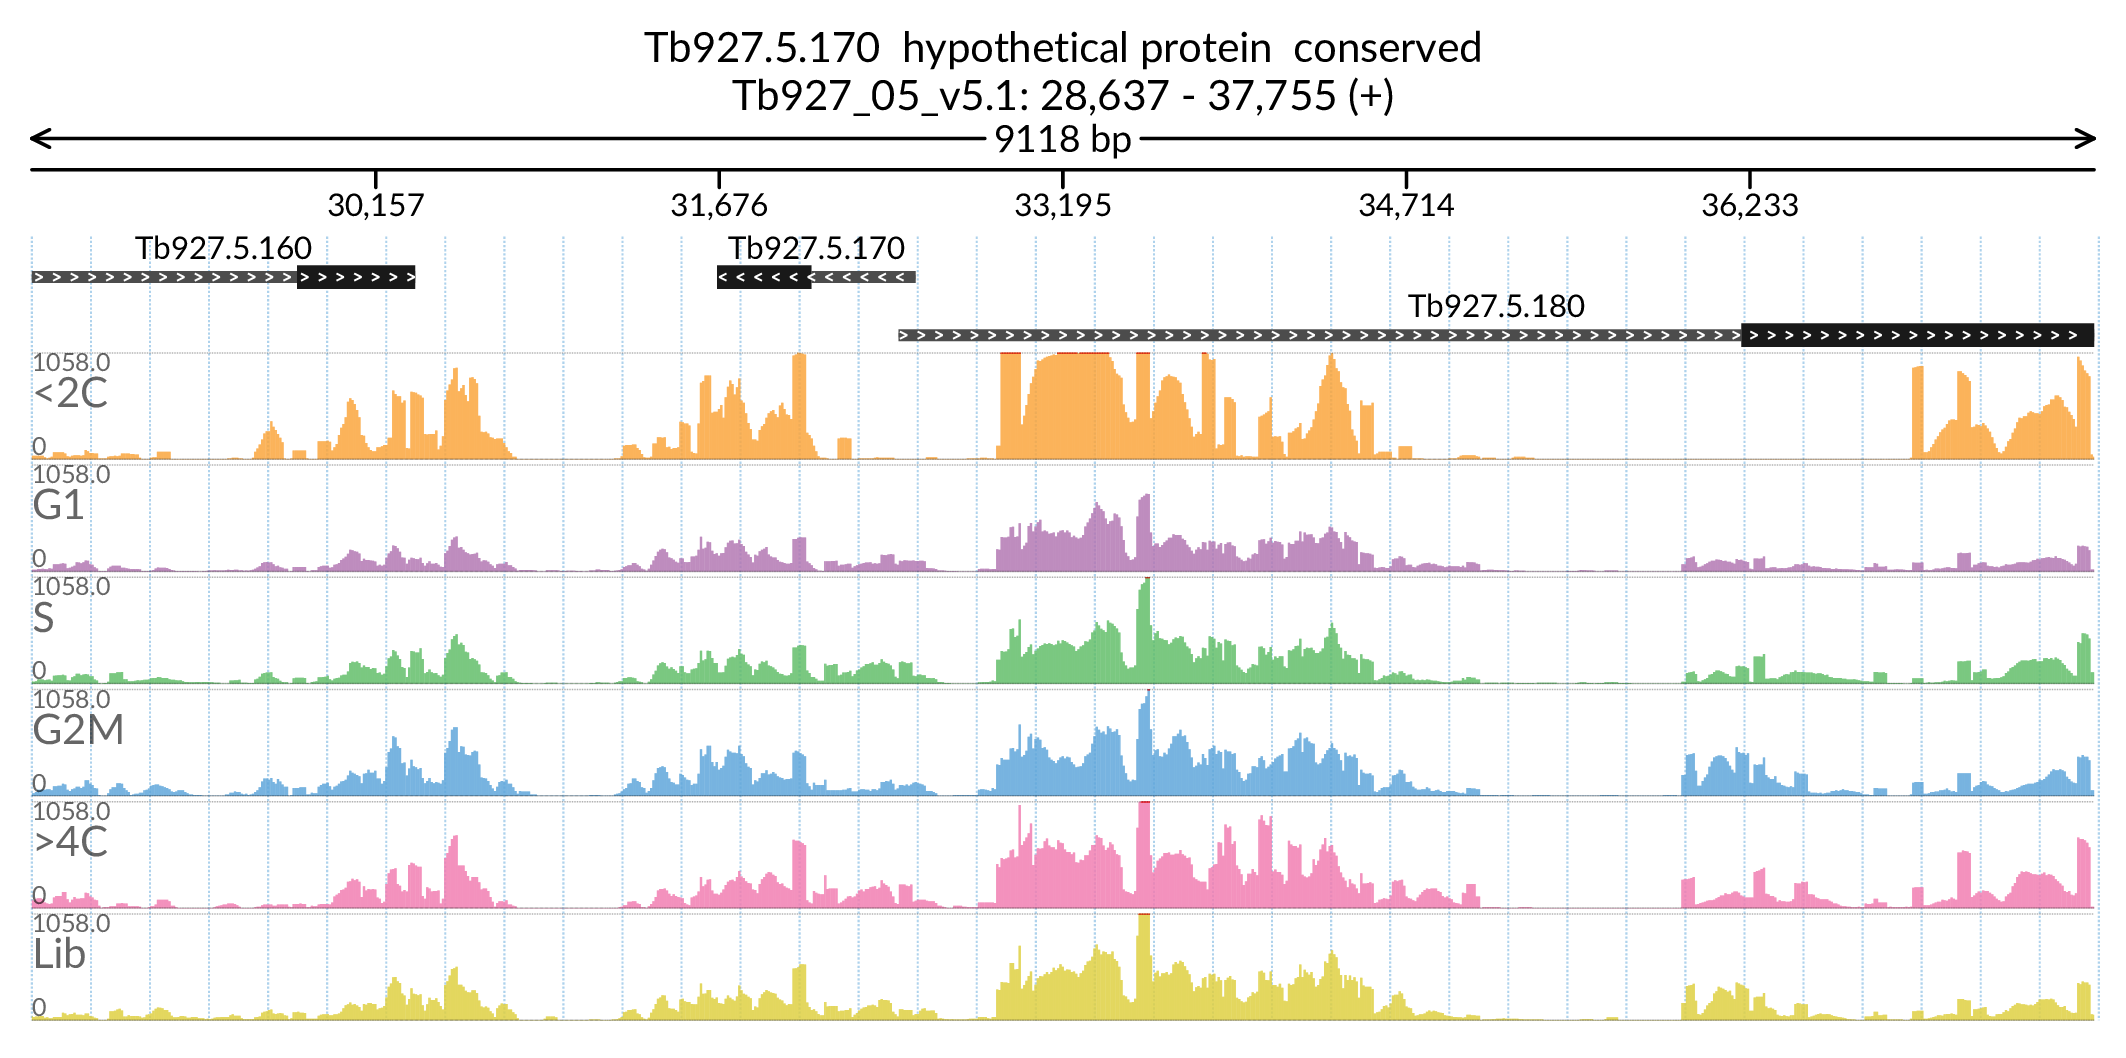 Tb927.5.170  hypothetical protein  conserved
Tb927_05_v5.1: 28,637 - 37,755 (+)
9118 bp
30,157 31,676 33,195 34,714 36,233
Tb927.5.160 Tb927.5.170
Tb927.5.180
1058.0
<2C
0
1058.0
G1
0
1058.0
S
0
1058.0
G2M
0
1058.0
>4C
0
1058.0
Lib
0